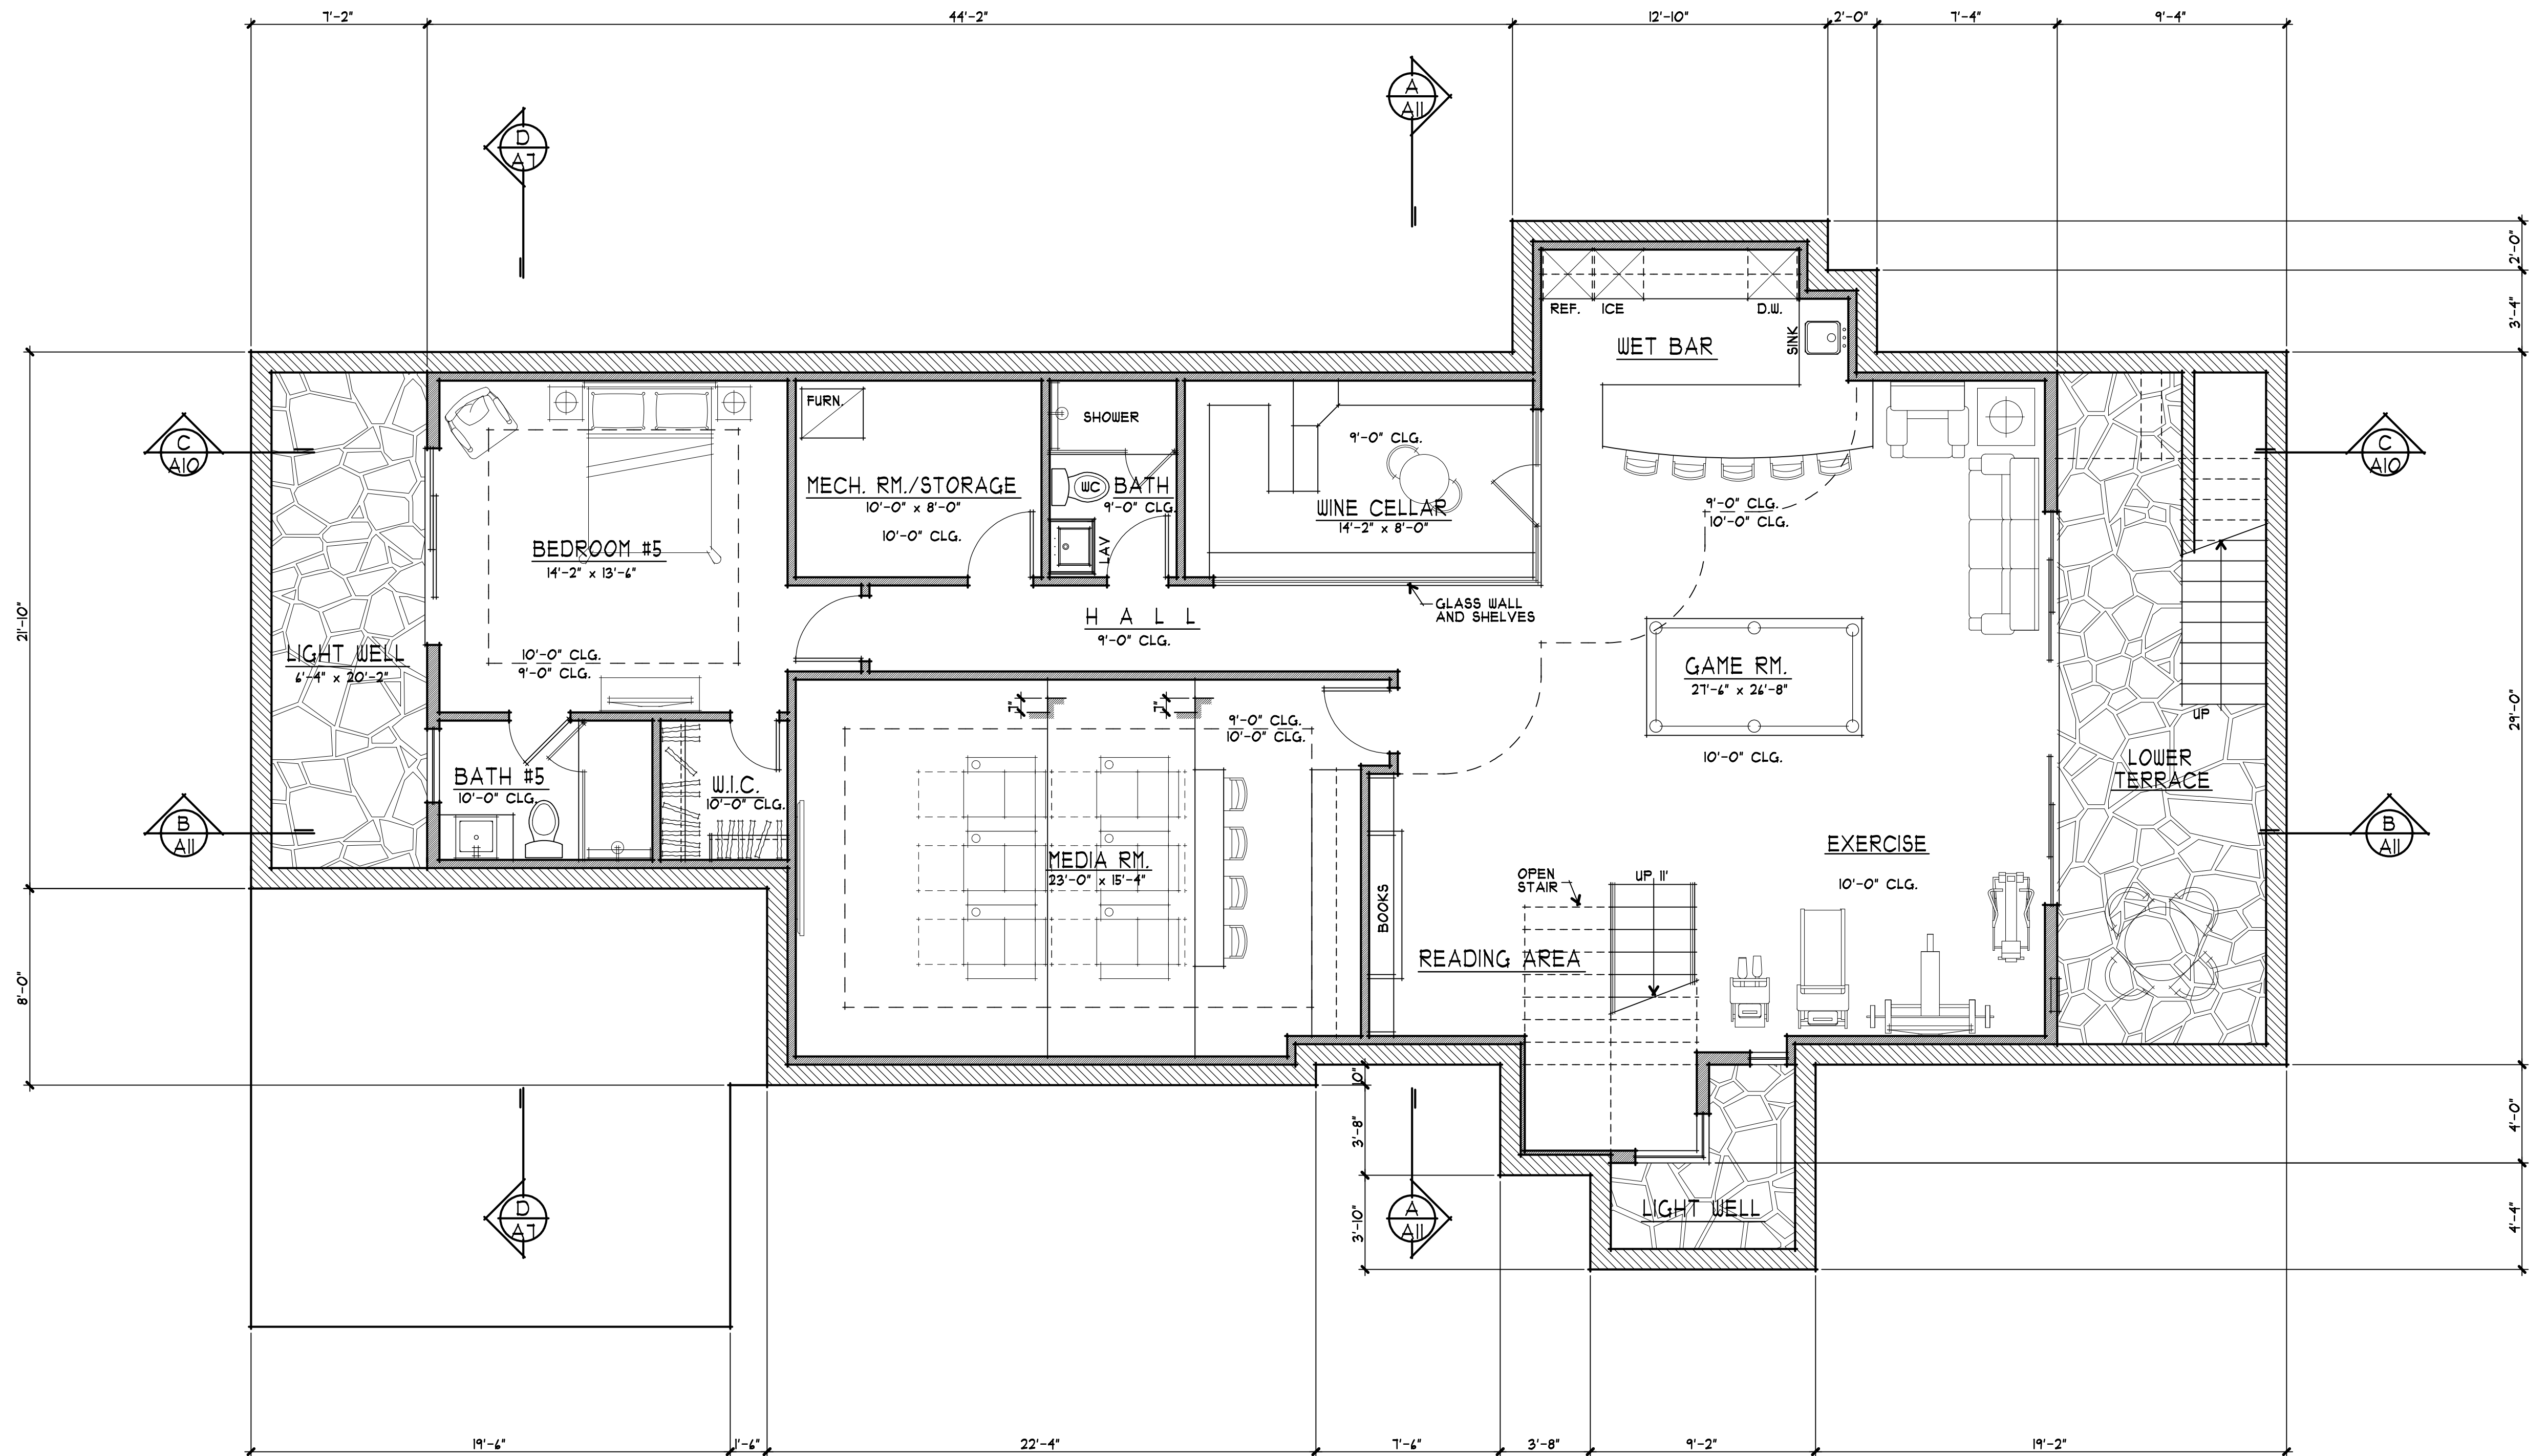 7'-2"
44'-2"
12'-10"
2'-0"
7'-4"
9'-4"
A
A11
D
A7
2'-0"
3'-4"
REF.
ICE
D.W.
SINK
WET BAR
FURN.
SHOWER
9'-0" CLG.
C
A10
C
A10
MECH. RM./STORAGE
10'-0" x 8'-0"
10'-0" CLG.
WC
BATH
9'-0" CLG.
LAV
WINE CELLAR
14'-2" x 8'-0"
9'-0" CLG.
10'-0" CLG.
BEDROOM #5
14'-2" x 13'-6"
10'-0" CLG.
9'-0" CLG.
H A L L
9'-0" CLG.
GLASS WALL
AND SHELVES
21'-10"
LIGHT WELL
6'-4" x 20'-2"
GAME RM.
27'-6" x 26'-8"
10'-0" CLG.
29'-0"
UP
LOWER
TERRACE
7"
7"
9'-0" CLG.
10'-0" CLG.
BATH #5
10'-0" CLG.
W.I.C.
10'-0" CLG.
B
A11
B
A11
MEDIA RM.
23'-0" x 15'-4"
EXERCISE
10'-0" CLG.
OPEN
STAIR
UP 11'
BOOKS
READING AREA
8'-0"
10"
3'-8"
4'-0"
3'-10"
4'-4"
LIGHT WELL
D
A7
A
A11
19'-6"
1'-6"
22'-4"
7'-6"
3'-8"
9'-2"
19'-2"